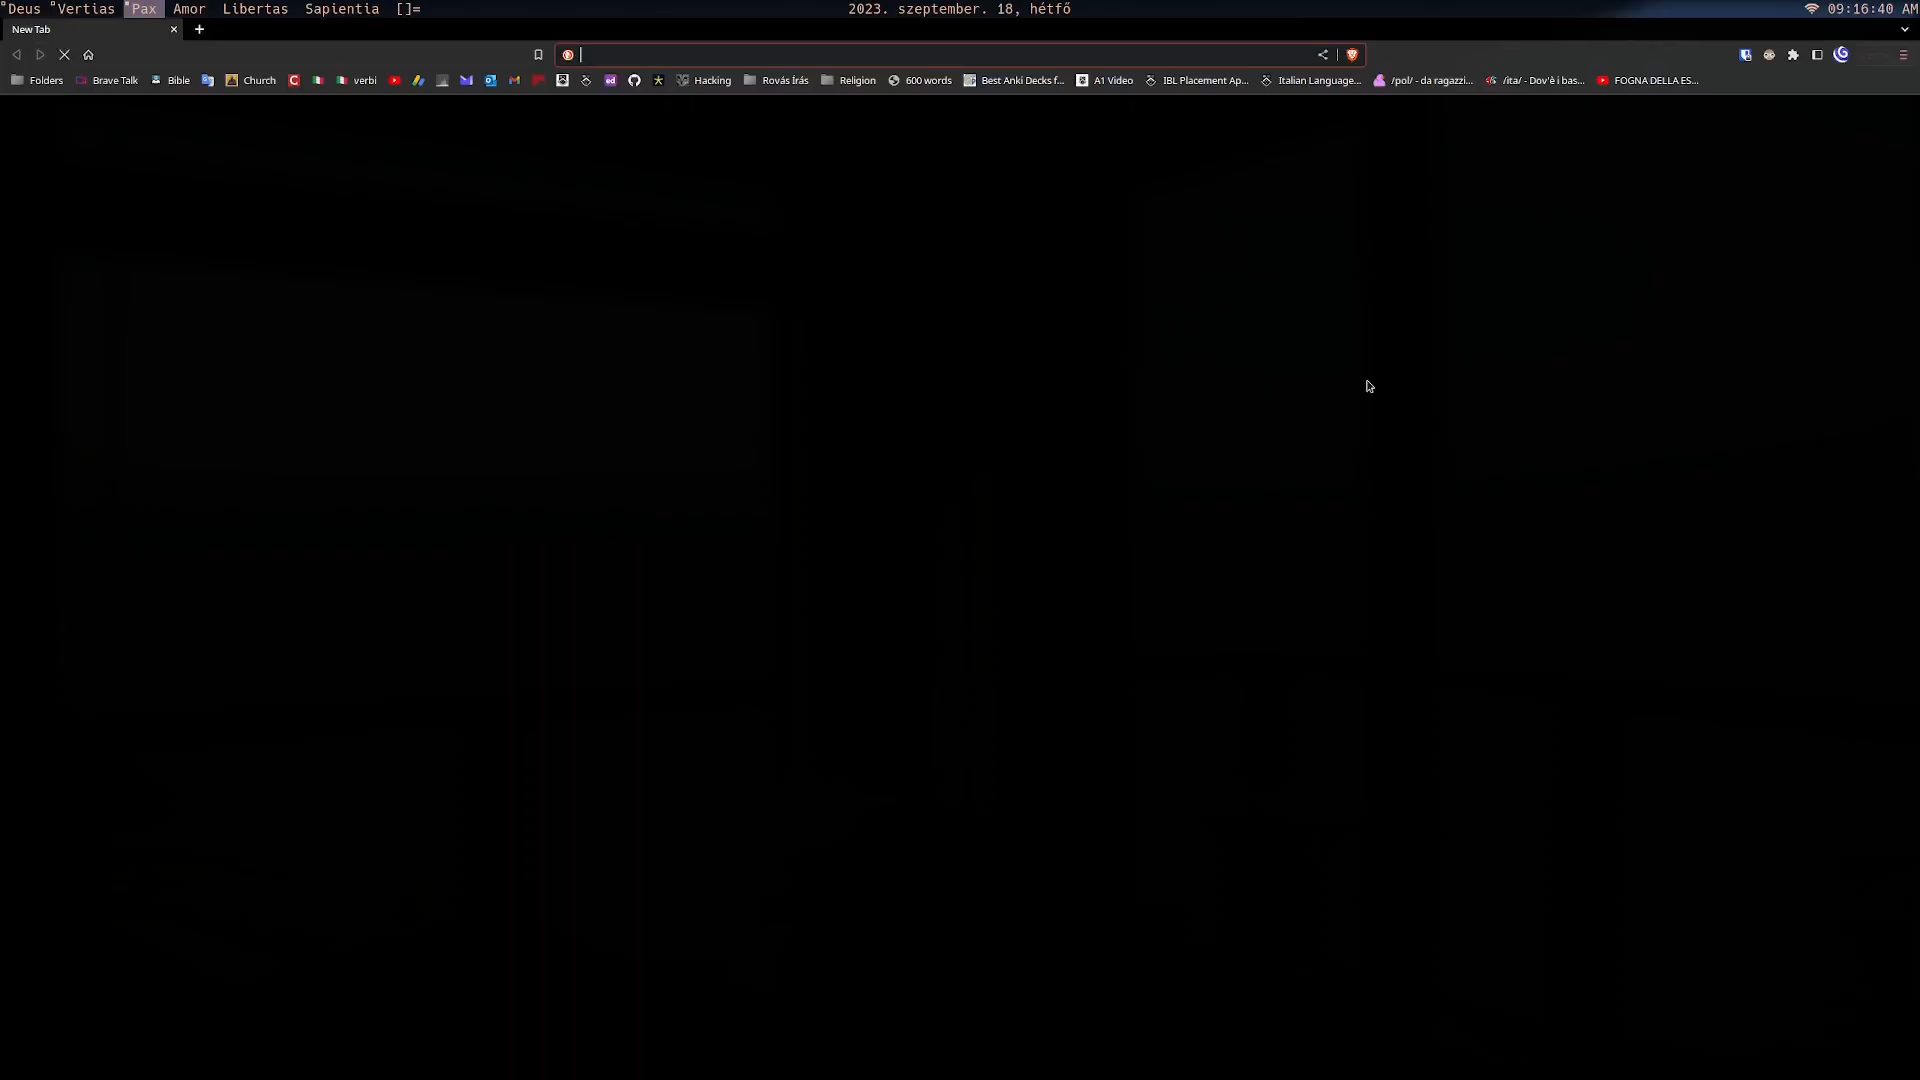 Deus Vertias Pax Amor Libertas Sapientia []= 2023. szeptember. 18, hétfő 09:16:40 AM
New Tab
Folders Brave Talk Bible Church verbi Hacking Rovás Írás Religion 600 words Best Anki Decks f... A1 Video IBL Placement Ap... Italian Language... /pol/ - da ragazzi... /ita/ - Dov'è i bas... FOGNA DELLA ES...